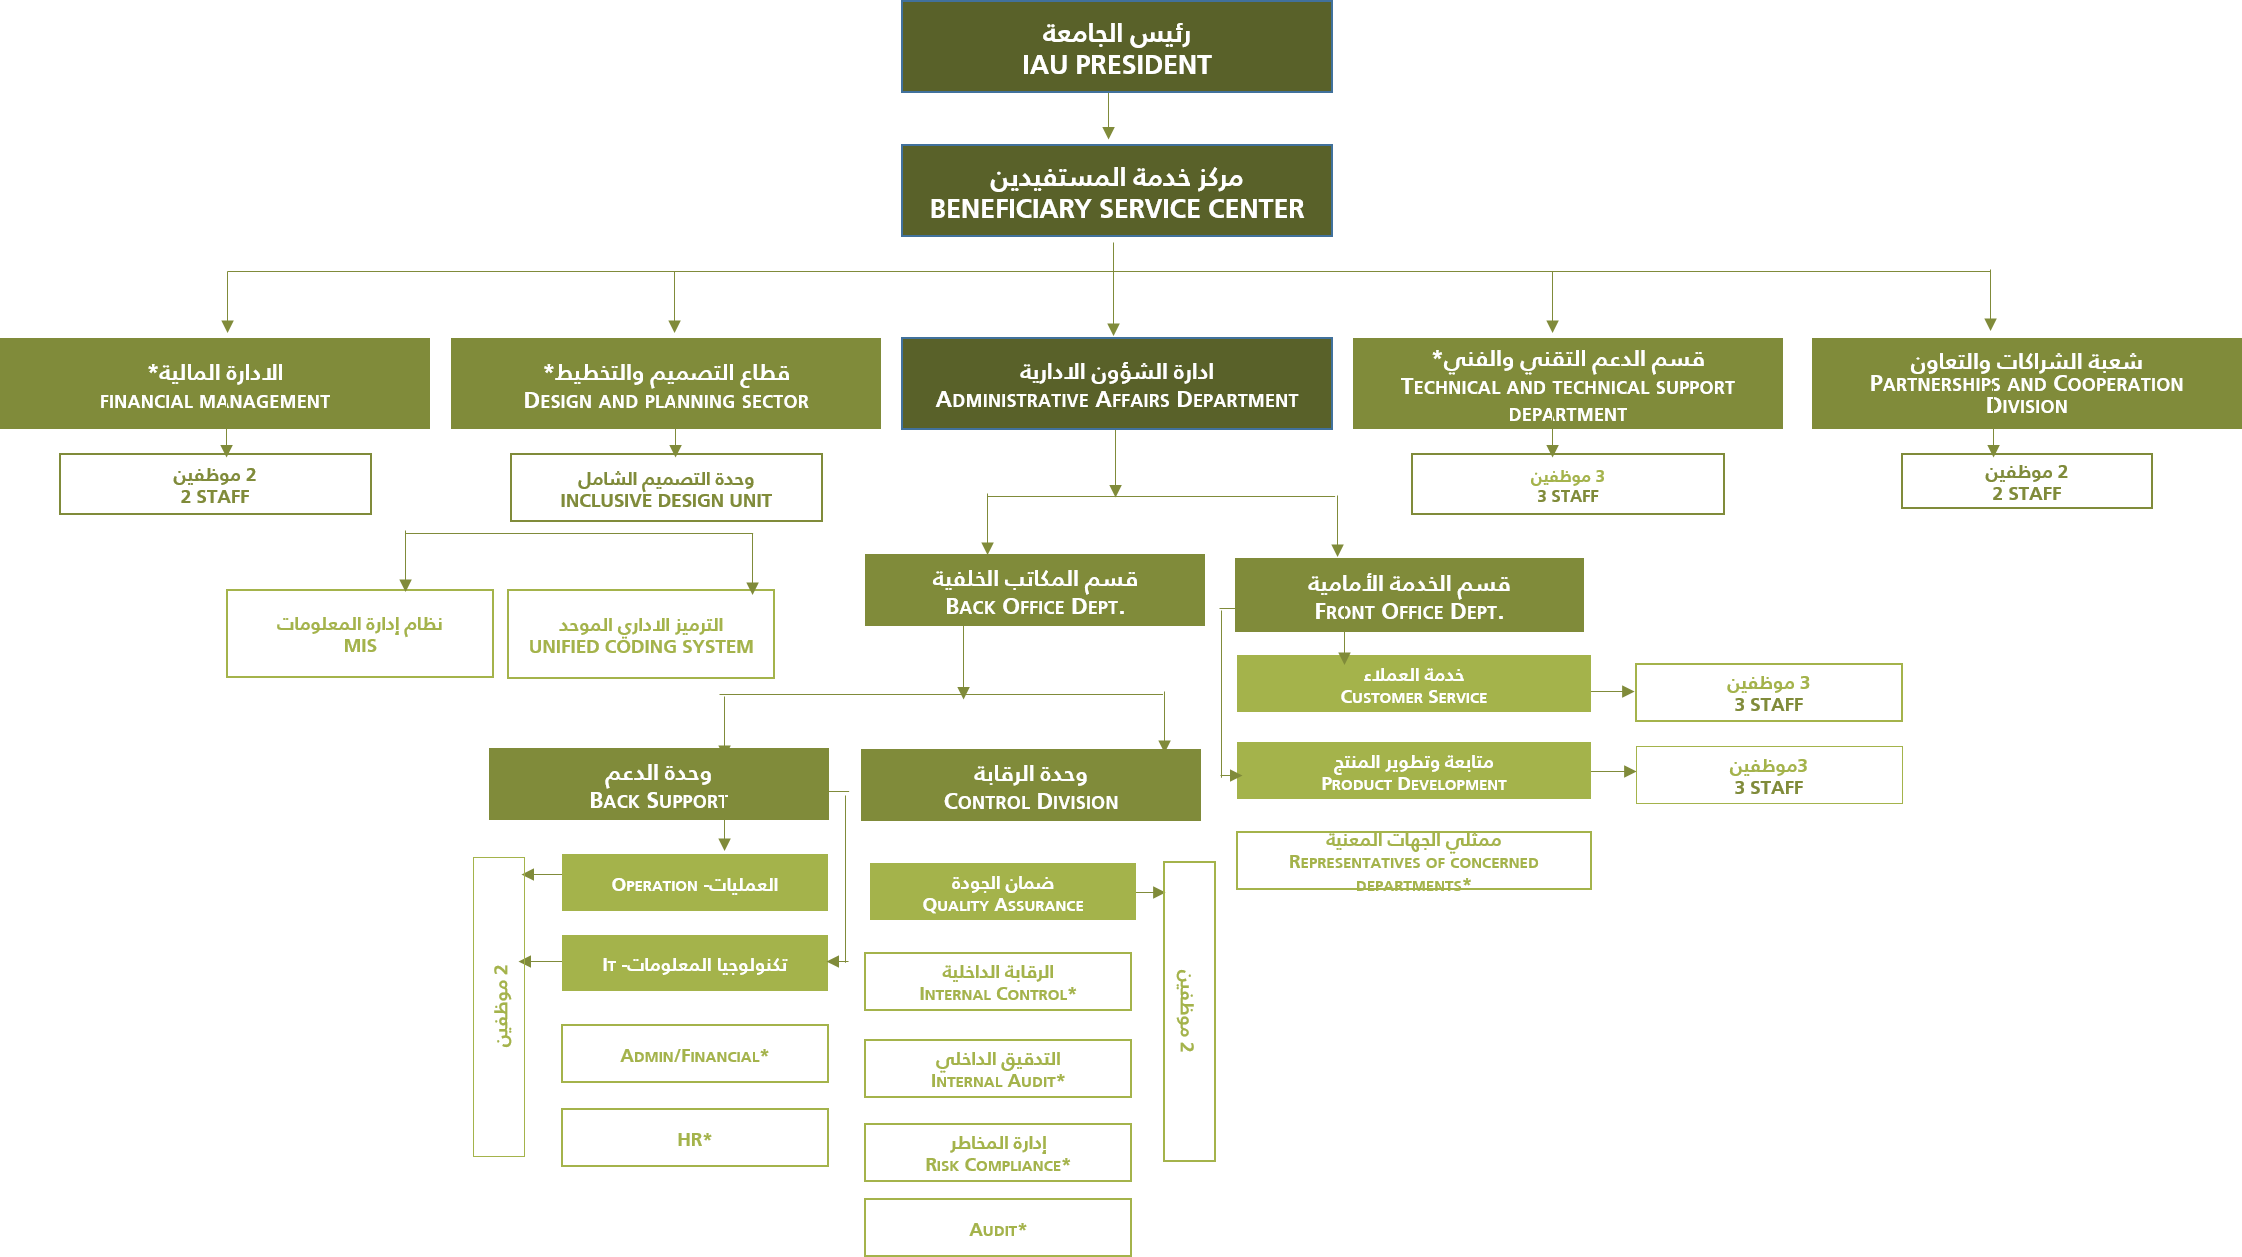 رئيس الجامعة
IAU PRESIDENT
مركز خدمة المستفيدين
BENEFICIARY SERVICE CENTER
الادارة المالية*
FINANCIAL MANAGEMENT
قطاع التصميم والتخطيط*
DESIGN AND PLANNING SECTOR
ادارة الشؤون الادارية
ADMINISTRATIVE AFFAIRS DEPARTMENT
قسم الدعم التقني والفني*
TECHNICAL AND TECHNICAL SUPPORT
DEPARTMENT
شعبة الشراكات والتعاون
PARTNERSHIPS AND COOPERATION
DIVISION
2 موظفين
2 STAFF
وحدة التصميم الشامل
INCLUSIVE DESIGN UNIT
3 موظفين
3 STAFF
2 موظفين
2 STAFF
نظام إدارة المعلومات
MIS
الترميز الاداري الموحد
UNIFIED CODING SYSTEM
قسم المكاتب الخلفية
BACK OFFICE DEPT.
قسم الخدمة الأمامية
FRONT OFFICE DEPT.
خدمة العملاء
CUSTOMER SERVICE
3 موظفين
3 STAFF
متابعة وتطوير المنتج
PRODUCT DEVELOPMENT
3موظفين
3 STAFF
ممثلي الجهات المعنية
REPRESENTATIVES OF CONCERNED
DEPARTMENTS*
وحدة الدعم
BACK SUPPORT
وحدة الرقابة
CONTROL DIVISION
العمليات- OPERATION
تكنولوجيا المعلومات- IT
ADMIN/FINANCIAL*
HR*
2 موظفين
ضمان الجودة
QUALITY ASSURANCE
الرقابة الداخلية
INTERNAL CONTROL*
التدقيق الداخلي
INTERNAL AUDIT*
إدارة المخاطر
RISK COMPLIANCE*
AUDIT*
2 موظفين